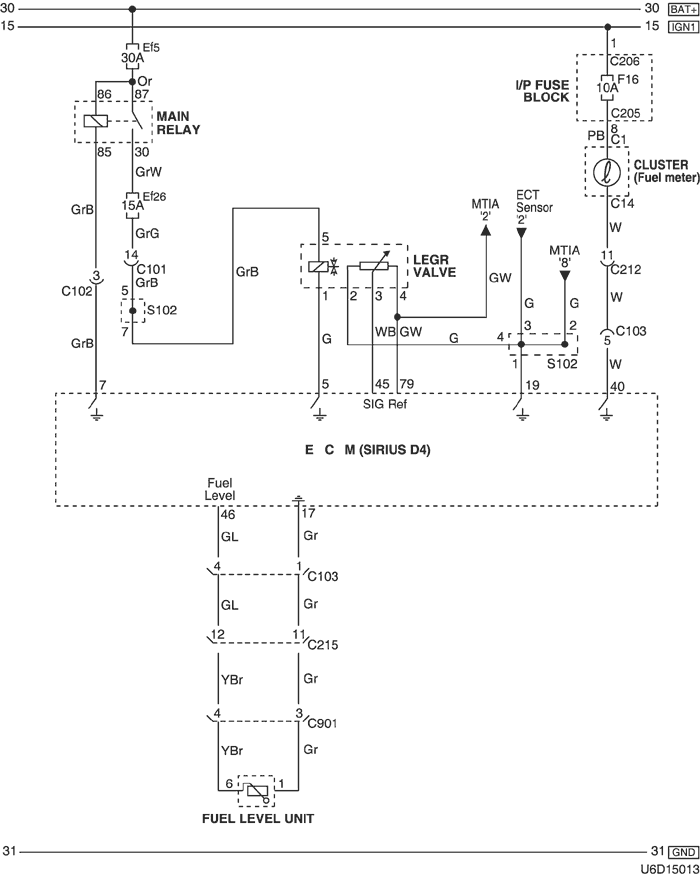 30 30 BAT+
15 15 IGN1
Ef5
30A
Or
86 87
MAIN
RELAY
85 30
GrW
Ef26
15A
GrB
GrG
14
C101
GrB
3
C102
5
S102
7
GrB
GrB
7
1
C206
F16
10A
I/P FUSE
BLOCK
C205
8
PB C1
CLUSTER
(Fuel meter)
C14
W
11
C212
W
C103
5
W
40
MTIA
'2'
ECT
Sensor
'2'
MTIA
'8'
5
LEGR
VALVE
1 2 3 4
GW
G G
WB GW
G
G
4 3 2
1 S102
5 45 79 19
SIG Ref
E C M (SIRIUS D4)
Fuel
Level
46 17
GL Gr
4 1
C103
GL Gr
12 11
C215
YBr Gr
4 3
C901
YBr Gr
6 1
FUEL LEVEL UNIT
31 31 GND
U6D15013